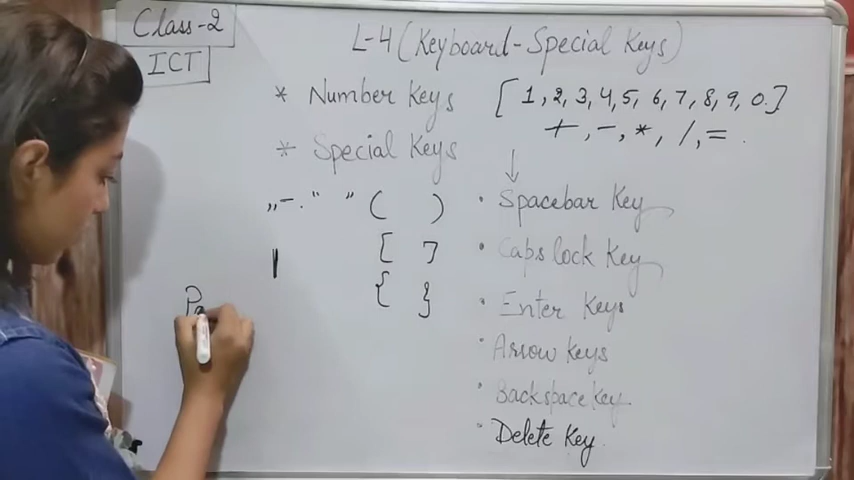 Class-2
ICT
L-4 (Keyboard-Special Keys)
* Number Keys [1, 2, 3, 4, 5, 6, 7, 8, 9, 0.]
+, -, *, /, = .
* Special Keys
„ - . " " ( )
[ ]
{ }
• Spacebar Key
• Caps lock Key
• Enter Keys
• Arrow Keys
• Backspace Key
• Delete Key.
Pa